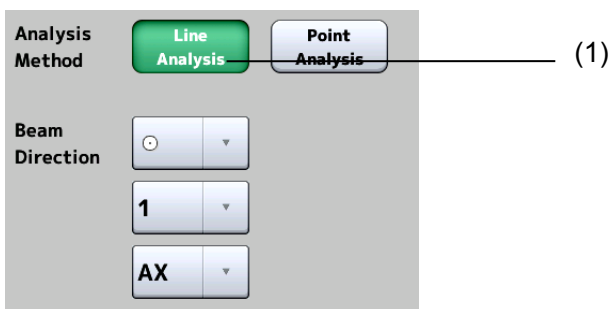 Analysis
Method
Line
Analysis
Point
Analysis
(1)
Beam
Direction
⊙
1
AX